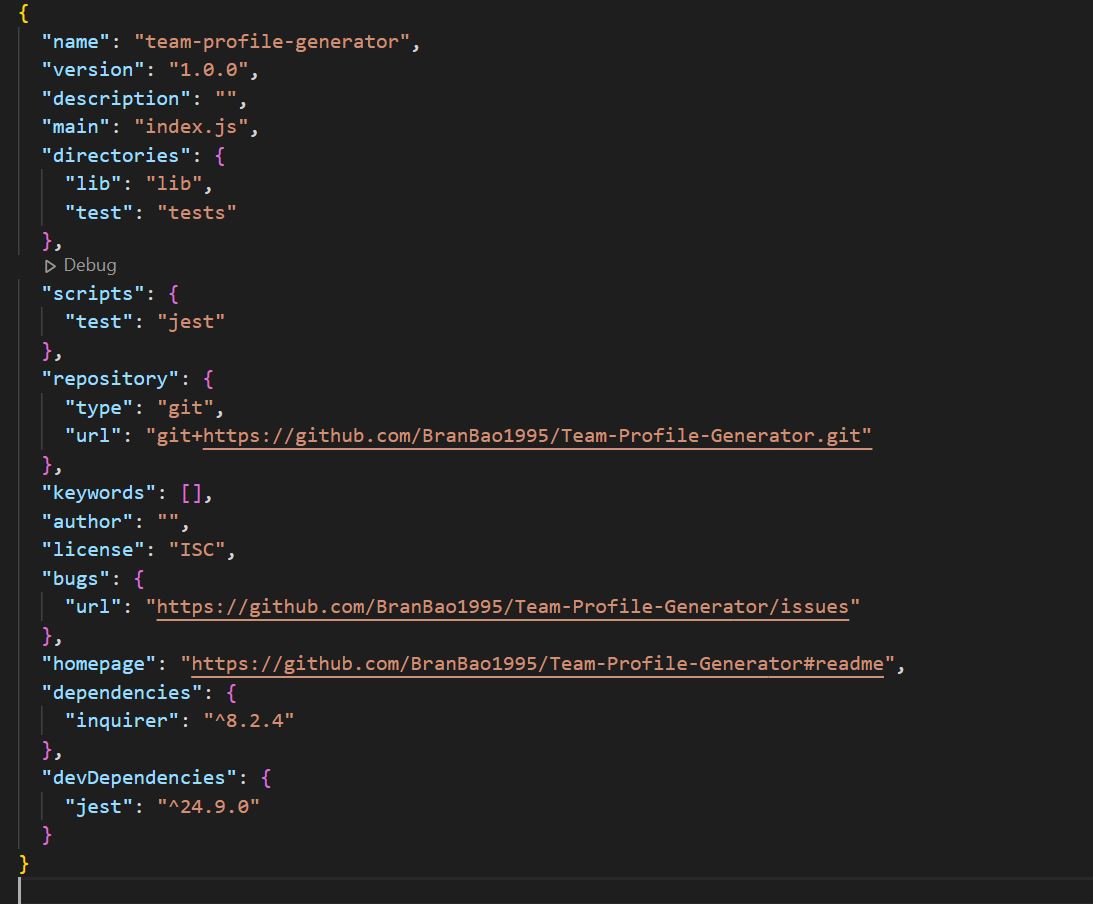 {
  "name": "team-profile-generator",
  "version": "1.0.0",
  "description": "",
  "main": "index.js",
  "directories": {
    "lib": "lib",
    "test": "tests"
  },
Debug
  "scripts": {
    "test": "jest"
  },
  "repository": {
    "type": "git",
    "url": "git+https://github.com/BranBao1995/Team-Profile-Generator.git"
  },
  "keywords": [],
  "author": "",
  "license": "ISC",
  "bugs": {
    "url": "https://github.com/BranBao1995/Team-Profile-Generator/issues"
  },
  "homepage": "https://github.com/BranBao1995/Team-Profile-Generator#readme",
  "dependencies": {
    "inquirer": "^8.2.4"
  },
  "devDependencies": {
    "jest": "^24.9.0"
  }
}